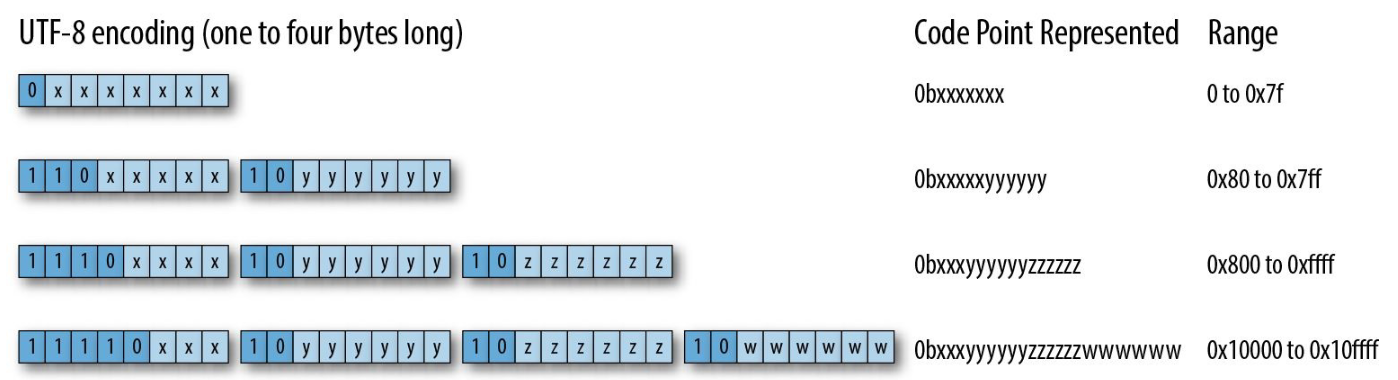 UTF-8 encoding (one to four bytes long) Code Point Represented Range
0 x x x x x x x 0bxxxxxxx 0 to 0x7f
1 1 0 x x x x x 1 0 y y y y y y 0bxxxxxyyyyyy 0x80 to 0x7ff
1 1 1 0 x x x x 1 0 y y y y y y 1 0 z z z z z z 0bxxxyyyyyyzzzzzz 0x800 to 0xffff
1 1 1 1 0 x x x 1 0 y y y y y y 1 0 z z z z z z 1 0 w w w w w w 0bxxxyyyyyyzzzzzzwwwwww 0x10000 to 0x10ffff